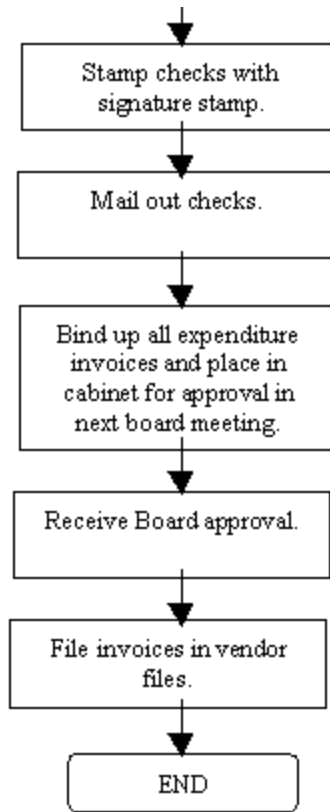 Stamp checks with
signature stamp.
Mail out checks.
Bind up all expenditure
invoices and place in
cabinet for approval in
next board meeting.
Receive Board approval.
File invoices in vendor
files.
END